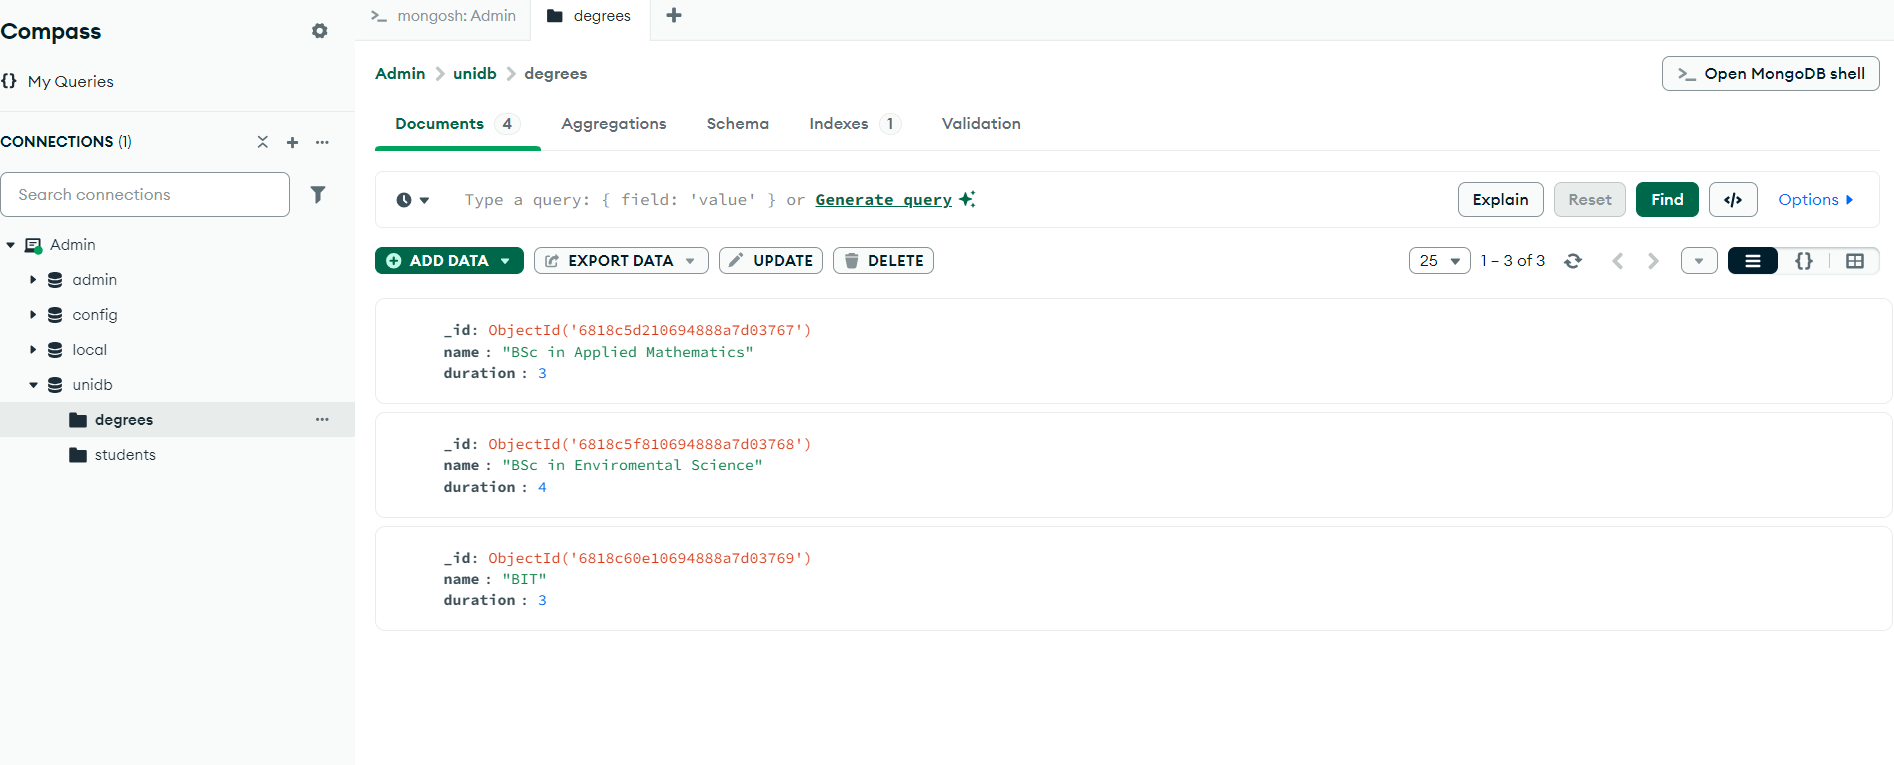 Compass
My Queries
CONNECTIONS (1)
Search connections
Admin
admin
config
local
unidb
degrees
students
mongosh: Admin
degrees
Admin > unidb > degrees
>_ Open MongoDB shell
Documents 4
Aggregations
Schema
Indexes 1
Validation
Type a query: { field: 'value' } or Generate query
Explain
Reset
Find
</>
Options
ADD DATA
EXPORT DATA
UPDATE
DELETE
25
1 – 3 of 3
{}
_id: ObjectId('6818c5d210694888a7d03767')
name : "BSc in Applied Mathematics"
duration : 3
_id: ObjectId('6818c5f810694888a7d03768')
name : "BSc in Enviromental Science"
duration : 4
_id: ObjectId('6818c60e10694888a7d03769')
name : "BIT"
duration : 3